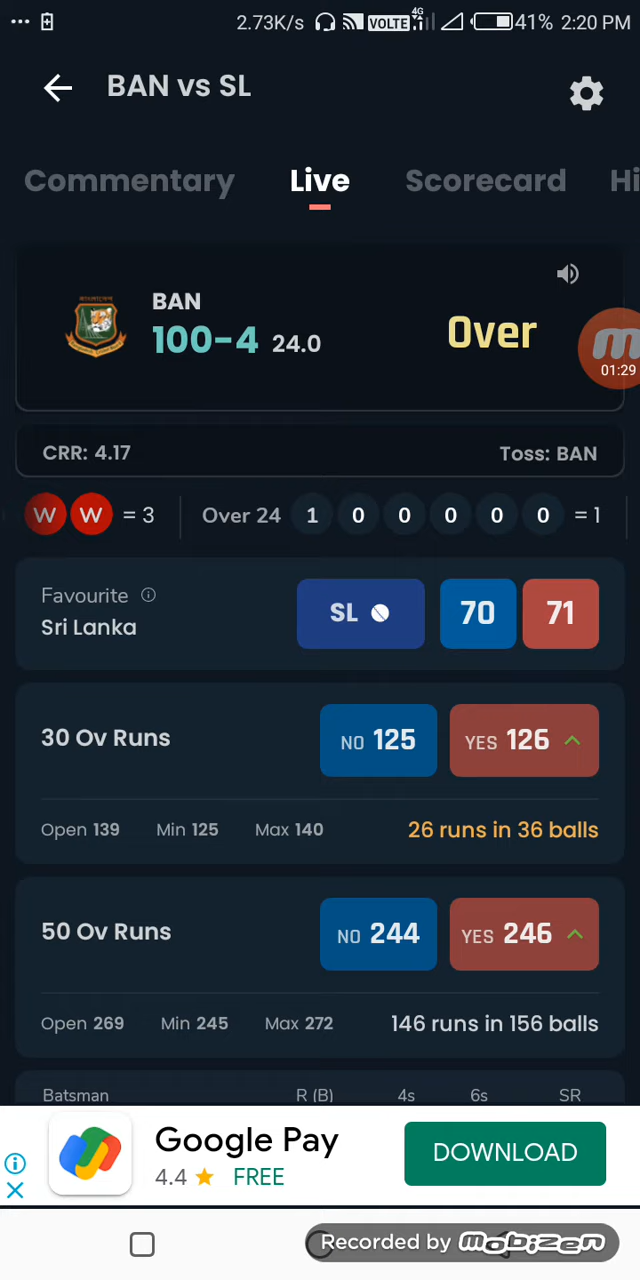 2.73K/s VOLTE 4G 41% 2:20 PM
BAN vs SL
Commentary Live Scorecard Hi
BAN
100-4 24.0 Over
01:29
CRR: 4.17 Toss: BAN
W W = 3 Over 24 1 0 0 0 0 0 = 1
Favourite
Sri Lanka SL 70 71
30 Ov Runs NO 125 YES 126
Open 139 Min 125 Max 140 26 runs in 36 balls
50 Ov Runs NO 244 YES 246
Open 269 Min 245 Max 272 146 runs in 156 balls
Batsman R (B) 4s 6s SR
Google Pay
4.4 ★ FREE DOWNLOAD
Recorded by mobizen